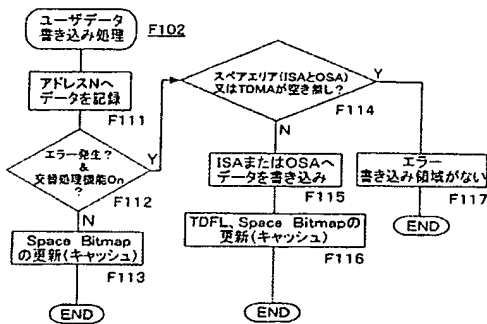 ユーザデータ
書き込み処理
F102
アドレスNへ
データを記録
F111
エラー発生?
&
交替処理機能On
?
Y
F112
N
Space Bitmap
の更新(キャッシュ)
F113
END
スペアエリア(ISAとOSA)
又はTDMAが空き無し?
Y
F114
N
ISAまたはOSAへ
データを書き込み
F115
TDFL、Space Bitmapの
更新(キャッシュ)
F116
END
エラー
書き込み領域がない
F117
END